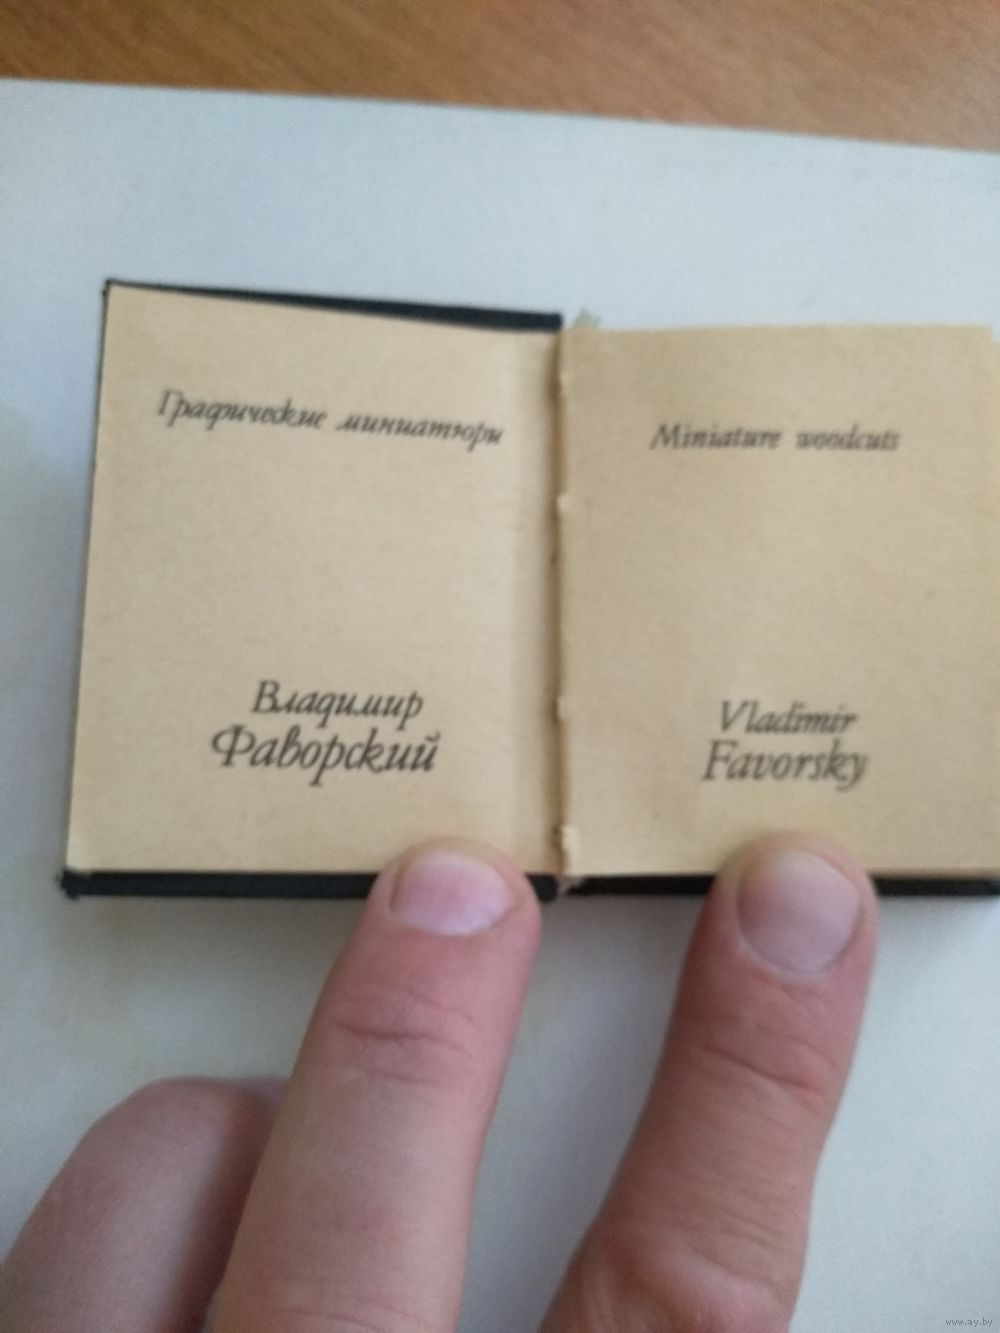 Графические миниатюры
Владимир
Фаворский
Miniature woodcuts
Vladimir
Favorsky
www.ay.by